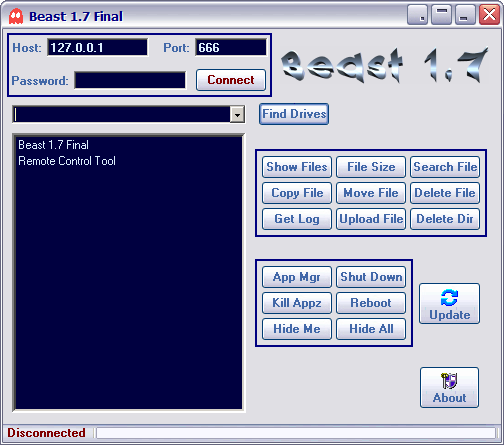 Beast 1.7 Final
Host: 127.0.0.1 Port: 666
Beast 1.7
Password: Connect
Find Drives
Beast 1.7 Final
Remote Control Tool
Show Files File Size Search File
Copy File Move File Delete File
Get Log Upload File Delete Dir
App Mgr Shut Down
Kill Appz Reboot
Hide Me Hide All
Update
About
Disconnected